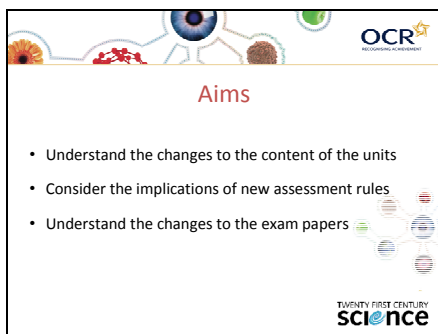 OCR
RECOGNISING ACHIEVEMENT
Aims
• Understand the changes to the content of the units
• Consider the implications of new assessment rules
• Understand the changes to the exam papers
TWENTY FIRST CENTURY
science